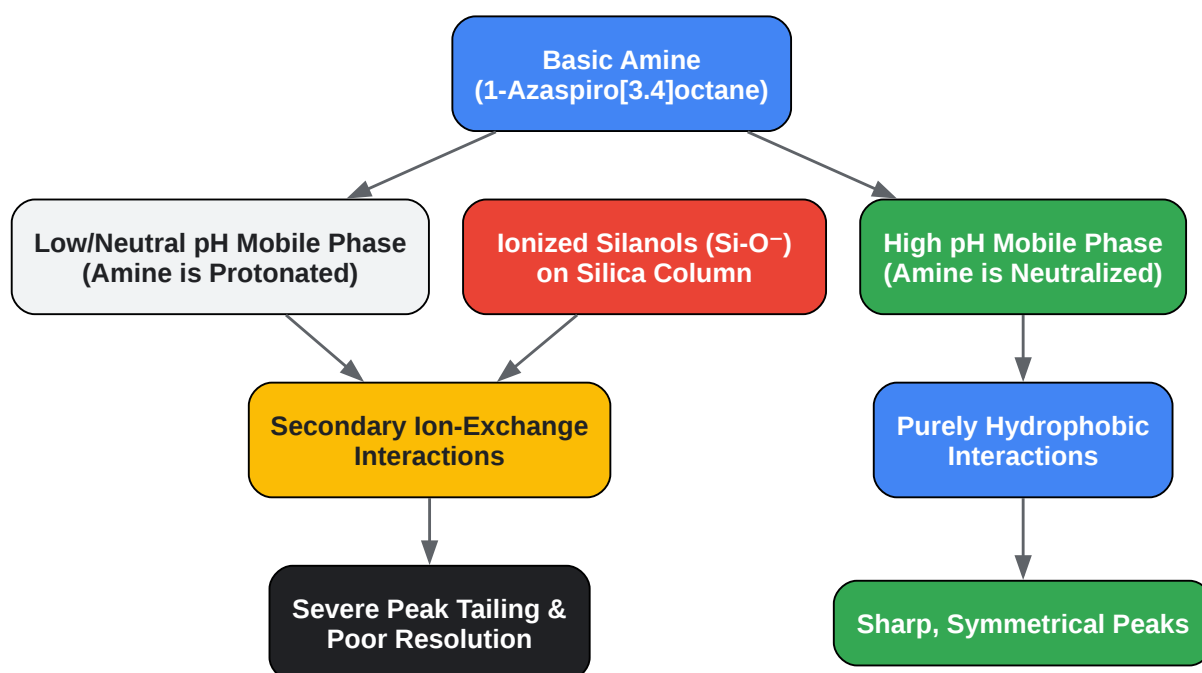 Basic Amine
(1-Azaspiro[3.4]octane)
Low/Neutral pH Mobile Phase
(Amine is Protonated)
Ionized Silanols (Si-O⁻)
on Silica Column
High pH Mobile Phase
(Amine is Neutralized)
Secondary Ion-Exchange
Interactions
Purely Hydrophobic
Interactions
Severe Peak Tailing &
Poor Resolution
Sharp, Symmetrical Peaks